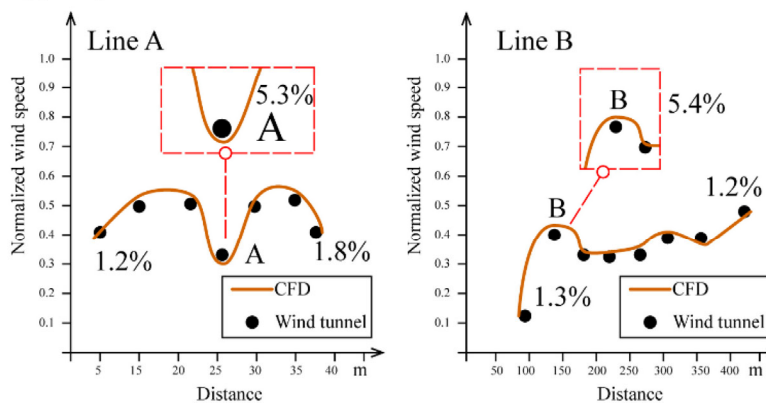 Line A
Normalized wind speed
1.0
0.9
0.8
0.7
0.6
0.5
0.4
0.3
0.2
0.1
5.3%
A
A
1.2%
1.8%
CFD
Wind tunnel
5 15 22 25 30 35 40 m
Distance
Line B
Normalized wind speed
1.0
0.9
0.8
0.7
0.6
0.5
0.4
0.3
0.2
0.1
B
5.4%
B
1.2%
1.3%
CFD
Wind tunnel
50 100 150 200 250 300 350 400 m
Distance